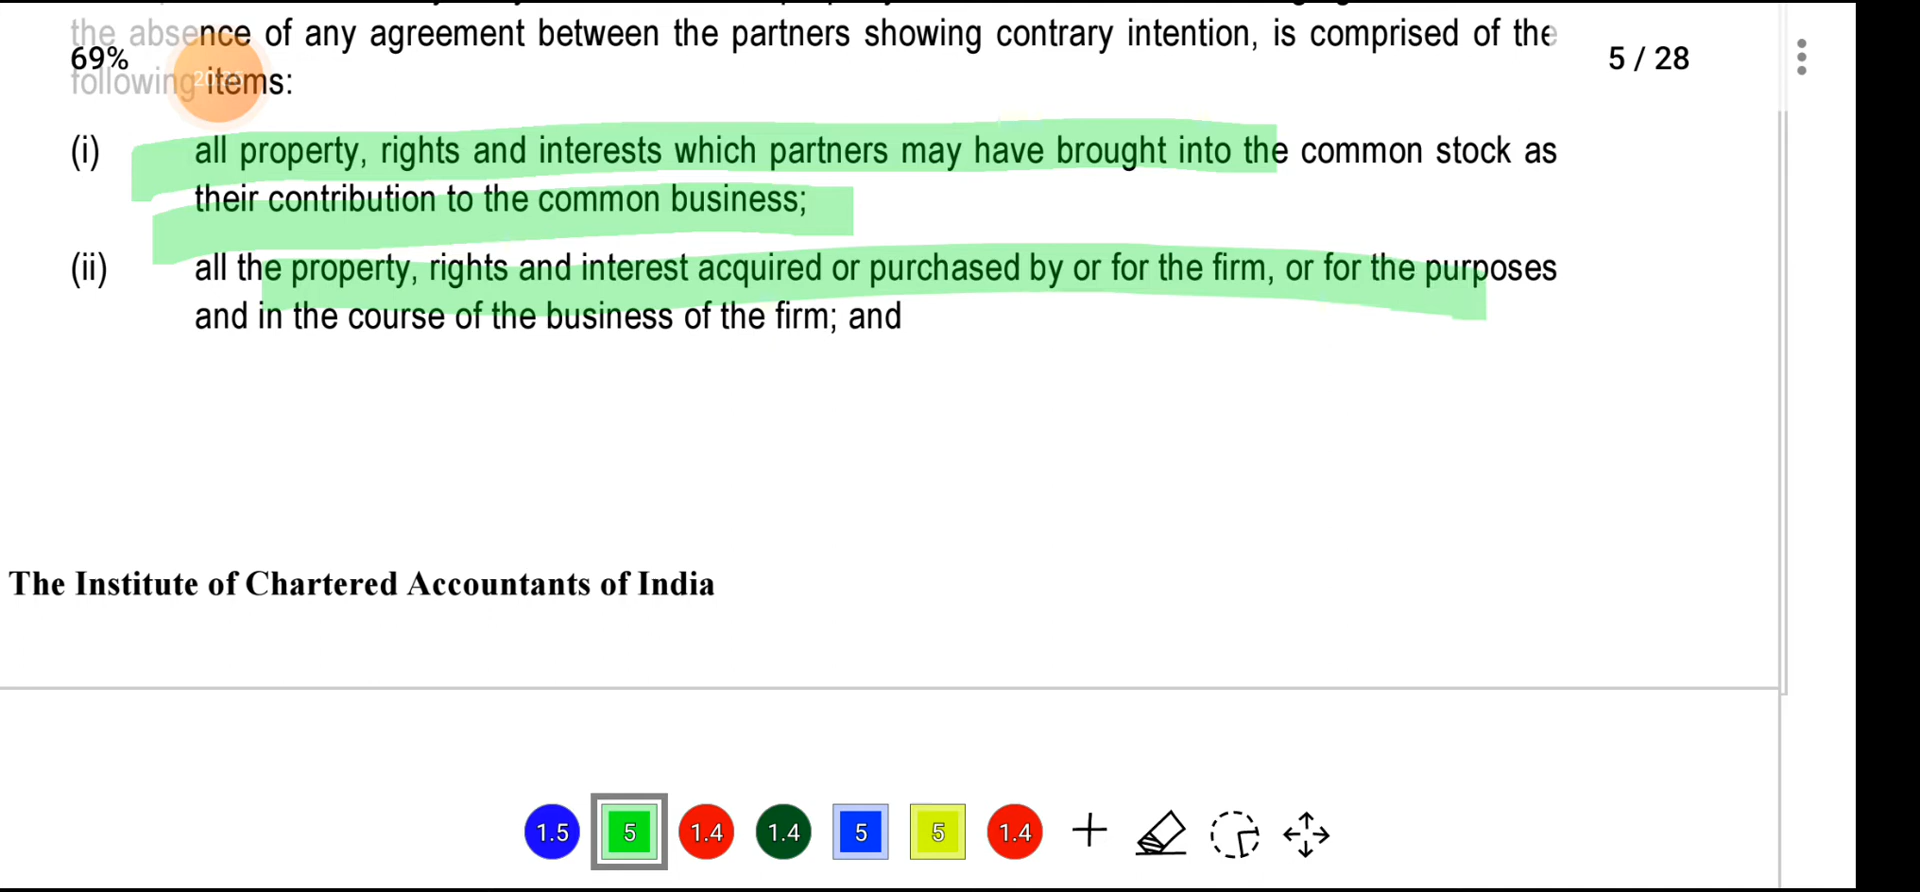 the absence of any agreement between the partners showing contrary intention, is comprised of the
69%
5 / 28
following items:
(i) all property, rights and interests which partners may have brought into the common stock as
their contribution to the common business;
(ii) all the property, rights and interest acquired or purchased by or for the firm, or for the purposes
and in the course of the business of the firm; and
The Institute of Chartered Accountants of India
1.5 5 1.4 1.4 5 5 1.4